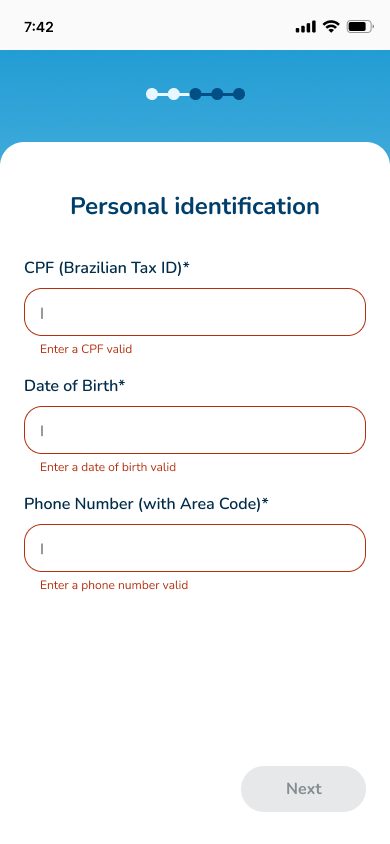 7:42
Personal identification
CPF (Brazilian Tax ID)*
Enter a CPF valid
Date of Birth*
Enter a date of birth valid
Phone Number (with Area Code)*
Enter a phone number valid
Next